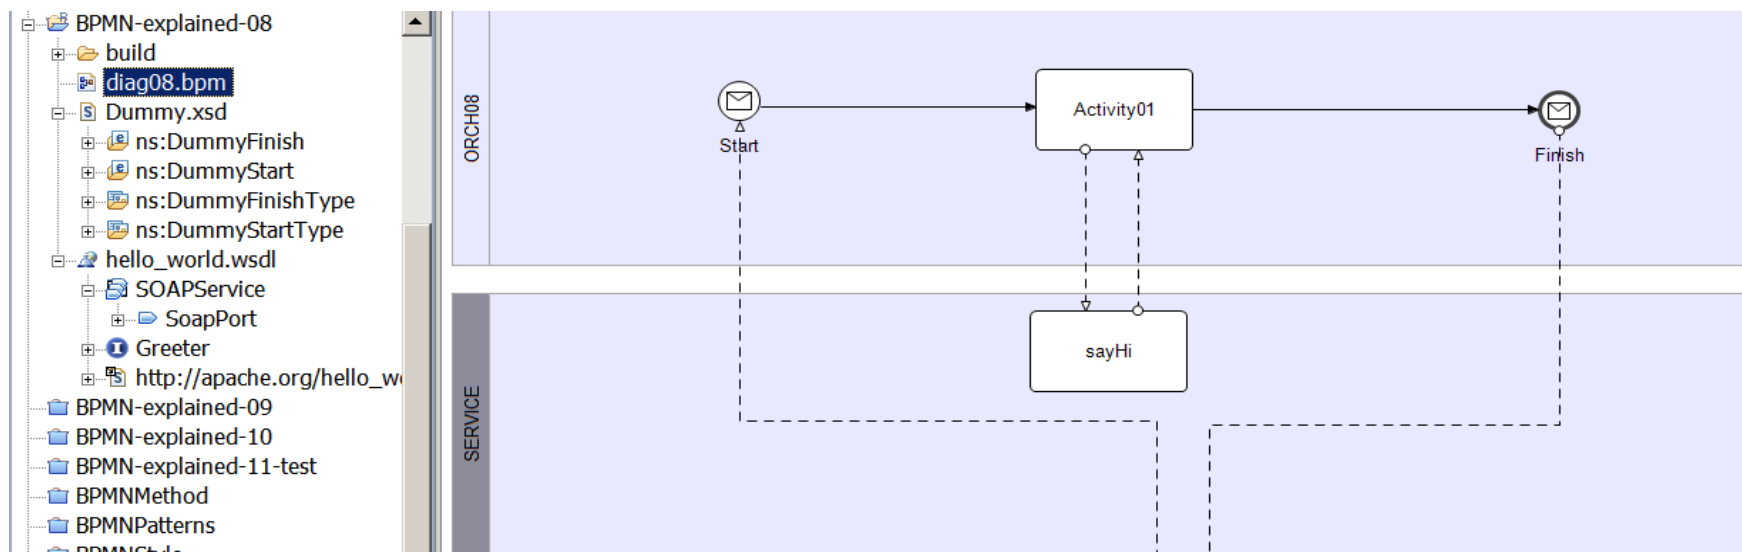 BPMN-explained-08
build
diag08.bpm
Dummy.xsd
ns:DummyFinish
ns:DummyStart
ns:DummyFinishType
ns:DummyStartType
hello_world.wsdl
SOAPService
SoapPort
Greeter
http://apache.org/hello_w
BPMN-explained-09
BPMN-explained-10
BPMN-explained-11-test
BPMNMethod
BPMNPatterns
BPMNStyle
ORCH08
Start
Activity01
Finish
SERVICE
sayHi